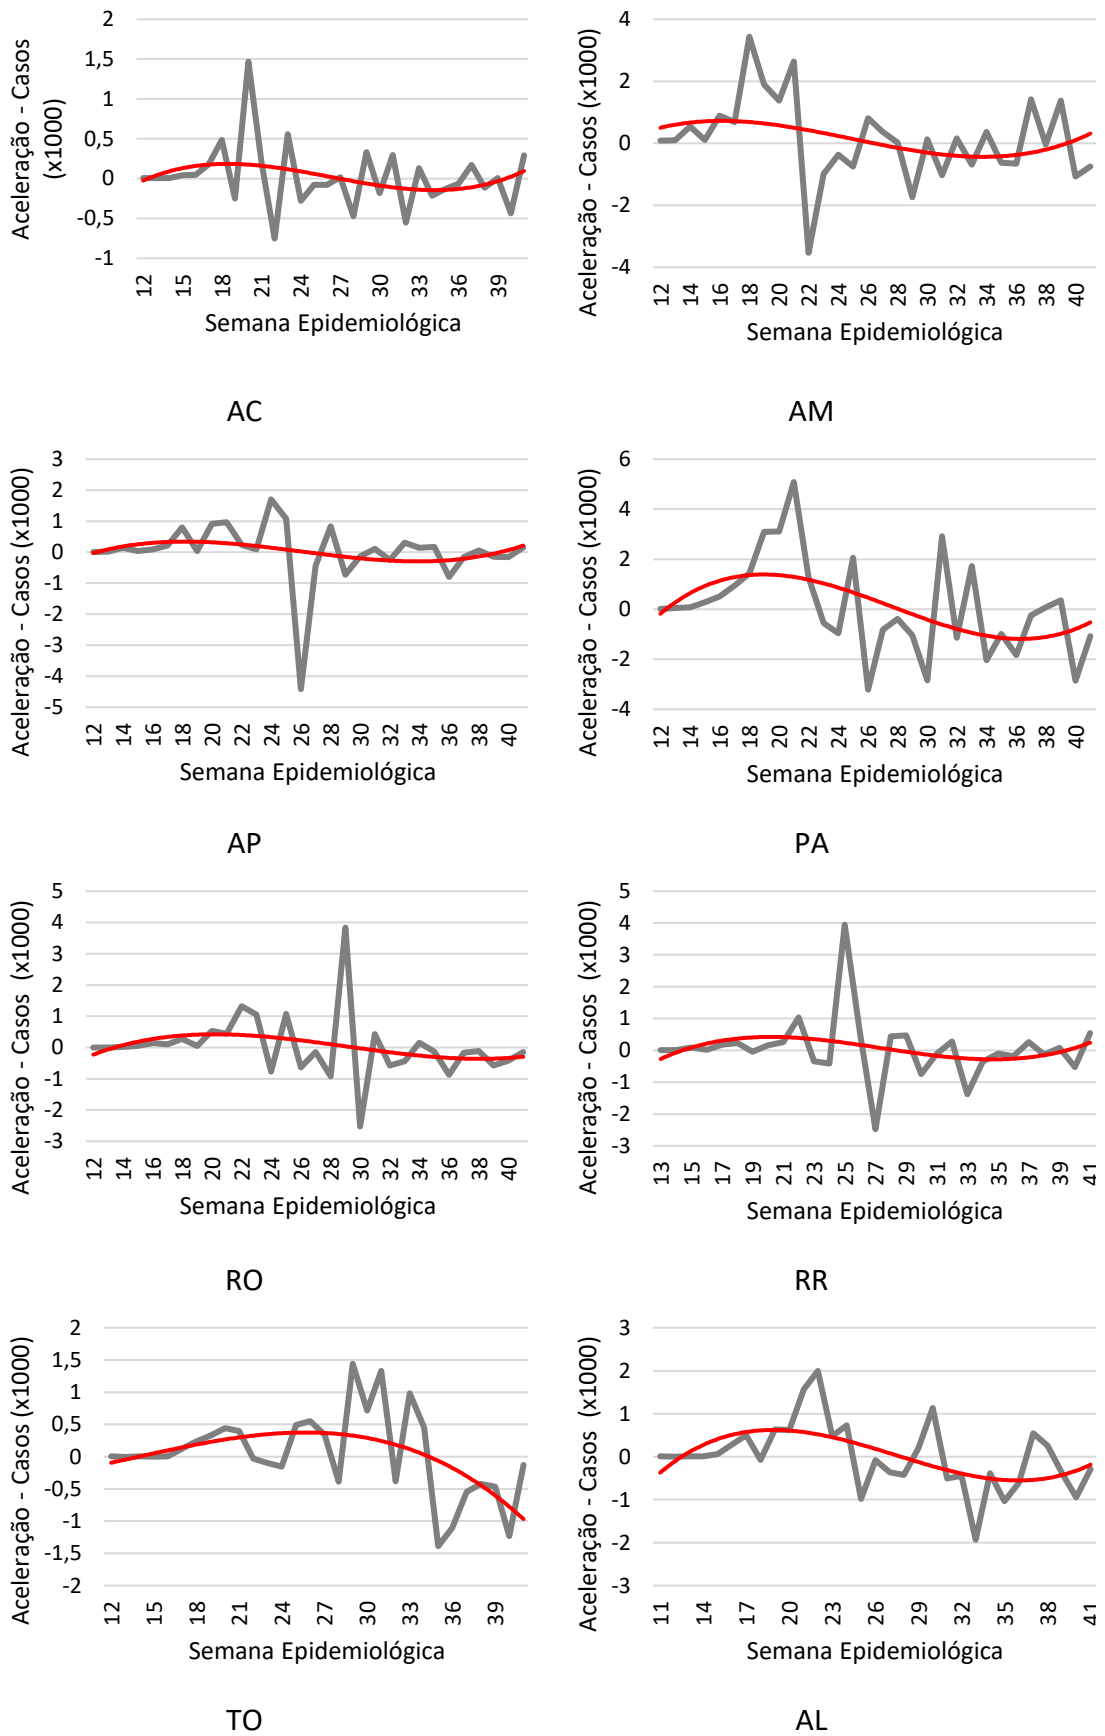 2
1,5
1
0,5
0
-0,5
-1
Aceleração - Casos
(x1000)
12 15 18 21 24 27 30 33 36 39
Semana Epidemiológica
AC
4
2
0
-2
-4
Aceleração - Casos (x1000)
12 14 16 18 20 22 24 26 28 30 32 34 36 38 40
Semana Epidemiológica
AM
3
2
1
0
-1
-2
-3
-4
-5
Aceleração - Casos (x1000)
12 14 16 18 20 22 24 26 28 30 32 34 36 38 40
Semana Epidemiológica
AP
6
4
2
0
-2
-4
Aceleração - Casos (x1000)
12 14 16 18 20 22 24 26 28 30 32 34 36 38 40
Semana Epidemiológica
PA
5
4
3
2
1
0
-1
-2
-3
Aceleração - Casos (x1000)
12 14 16 18 20 22 24 26 28 30 32 34 36 38 40
Semana Epidemiológica
RO
5
4
3
2
1
0
-1
-2
-3
Aceleração - Casos (x1000)
13 15 17 19 21 23 25 27 29 31 33 35 37 39 41
Semana Epidemiológica
RR
2
1,5
1
0,5
0
-0,5
-1
-1,5
-2
Aceleração - Casos (x1000)
12 15 18 21 24 27 30 33 36 39
Semana Epidemiológica
TO
3
2
1
0
-1
-2
-3
Aceleração - Casos (x1000)
11 14 17 20 23 26 29 32 35 38 41
Semana Epidemiológica
AL